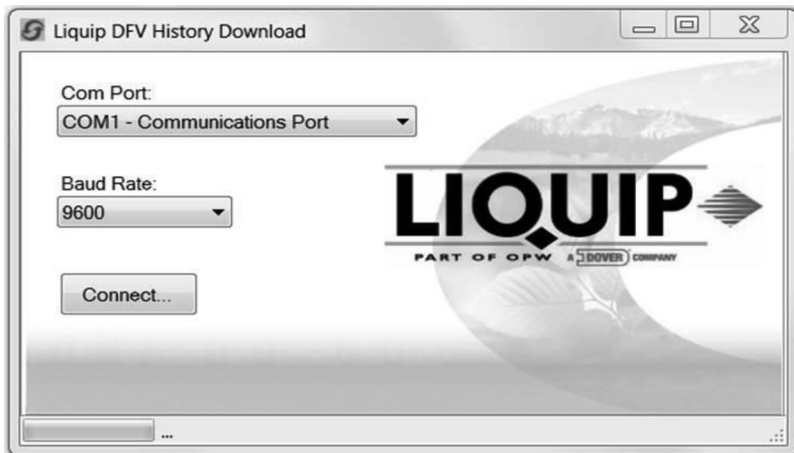 Liquip DFV History Download
Com Port:
COM1 - Communications Port
Baud Rate:
9600
LIQUIP
PART OF OPW A DOVER COMPANY
Connect...
...